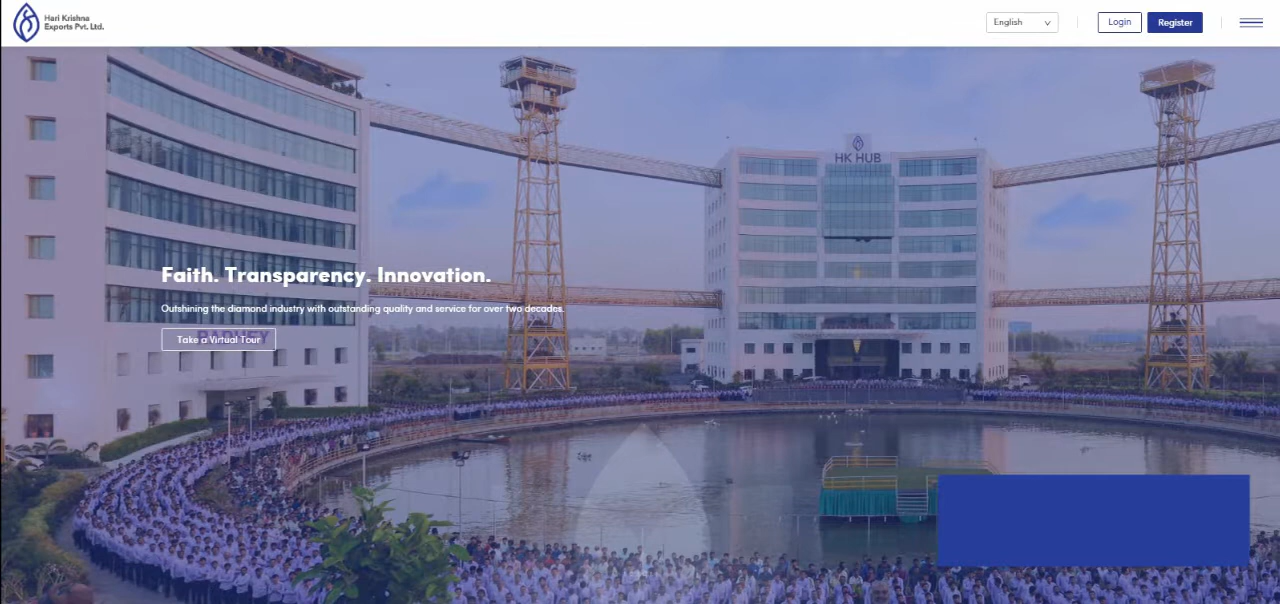 Hari Krishna
Exports Pvt. Ltd.
English
Login
Register
HK HUB
Faith. Transparency. Innovation.
Outshining the diamond industry with outstanding quality and service for over two decades.
Take a Virtual Tour